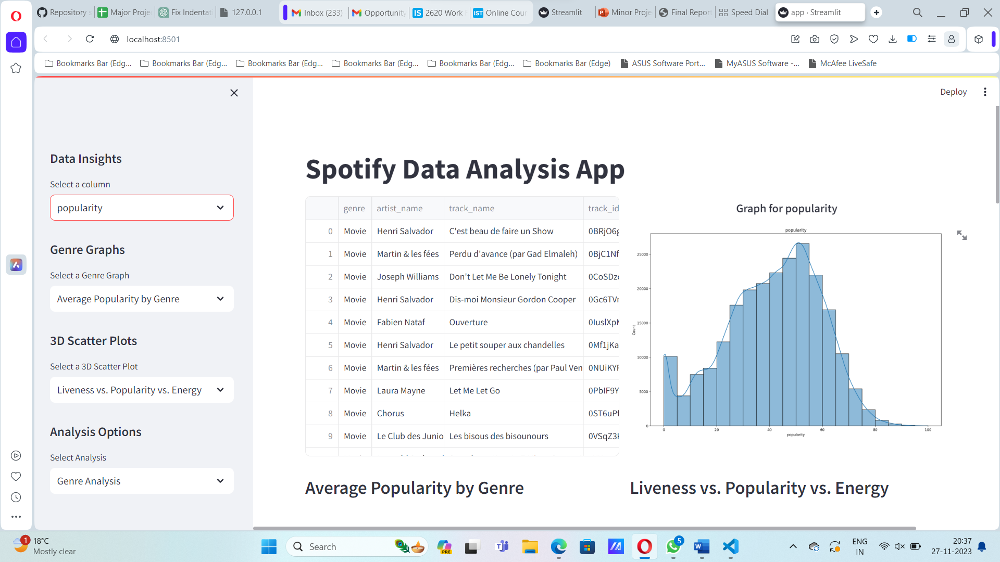 Repository s
Major Proje
Fix Indentat
127.0.0.1
Inbox (233)
Opportunity
2620 Work
Online Cour
Streamlit
Minor Proje
Final Report
Speed Dial
app · Streamlit
localhost:8501
Bookmarks Bar (Edg...
Bookmarks Bar (Edg...
Bookmarks Bar (Edg...
Bookmarks Bar (Edg...
Bookmarks Bar (Edg...
Bookmarks Bar (Edge)
ASUS Software Port...
MyASUS Software -...
McAfee LiveSafe
Deploy
Data Insights
Select a column
popularity
Genre Graphs
Select a Genre Graph
Average Popularity by Genre
3D Scatter Plots
Select a 3D Scatter Plot
Liveness vs. Popularity vs. Energy
Analysis Options
Select Analysis
Genre Analysis
Spotify Data Analysis App
genre artist_name track_name track_id
0 Movie Henri Salvador C'est beau de faire un Show 0BRjO6g
1 Movie Martin & les fées Perdu d'avance (par Gad Elmaleh) 0BjC1Nf
2 Movie Joseph Williams Don't Let Me Be Lonely Tonight 0CoSDz
3 Movie Henri Salvador Dis-moi Monsieur Gordon Cooper 0Gc6TV
4 Movie Fabien Nataf Ouverture 0IuslXp
5 Movie Henri Salvador Le petit souper aux chandelles 0Mf1jKa
6 Movie Martin & les fées Premières recherches (par Paul Ven 0NUiKY
7 Movie Laura Mayne Let Me Let Go 0PbIF9Y
8 Movie Chorus Helka 0ST6uP
9 Movie Le Club des Junio Les bisous des bisounours 0VSqZ3
Graph for popularity
popularity
25000
20000
15000
10000
5000
0
Count
0 20 40 60 80 100
popularity
Average Popularity by Genre
Liveness vs. Popularity vs. Energy
1
18°C
Mostly clear
Search
PRE
5
ENG
IN
20:37
27-11-2023